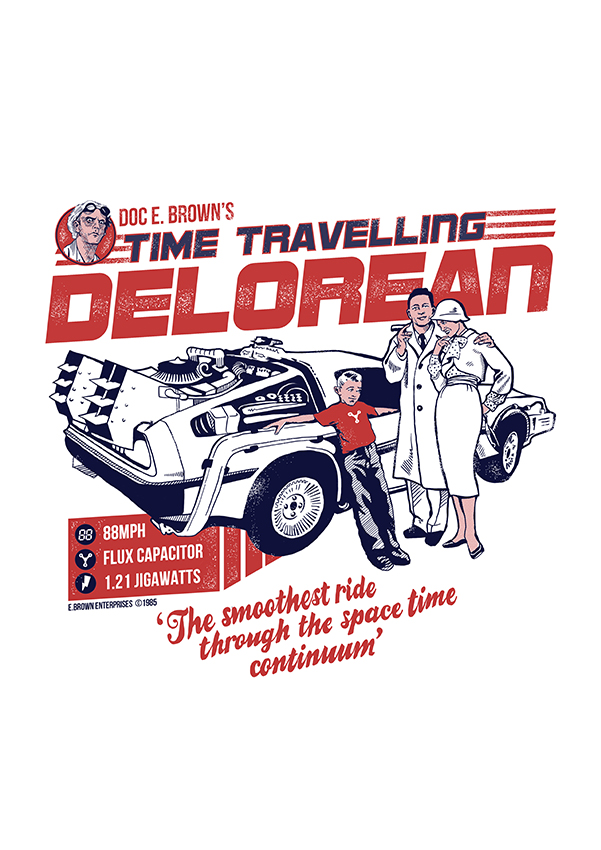 DOC E. BROWN'S
TIME TRAVELLING
DELOREAN
88 88MPH
FLUX CAPACITOR
1.21 JIGAWATTS
E.BROWN ENTERPRISES ©1985
'The smoothest ride
through the space time
continuum'